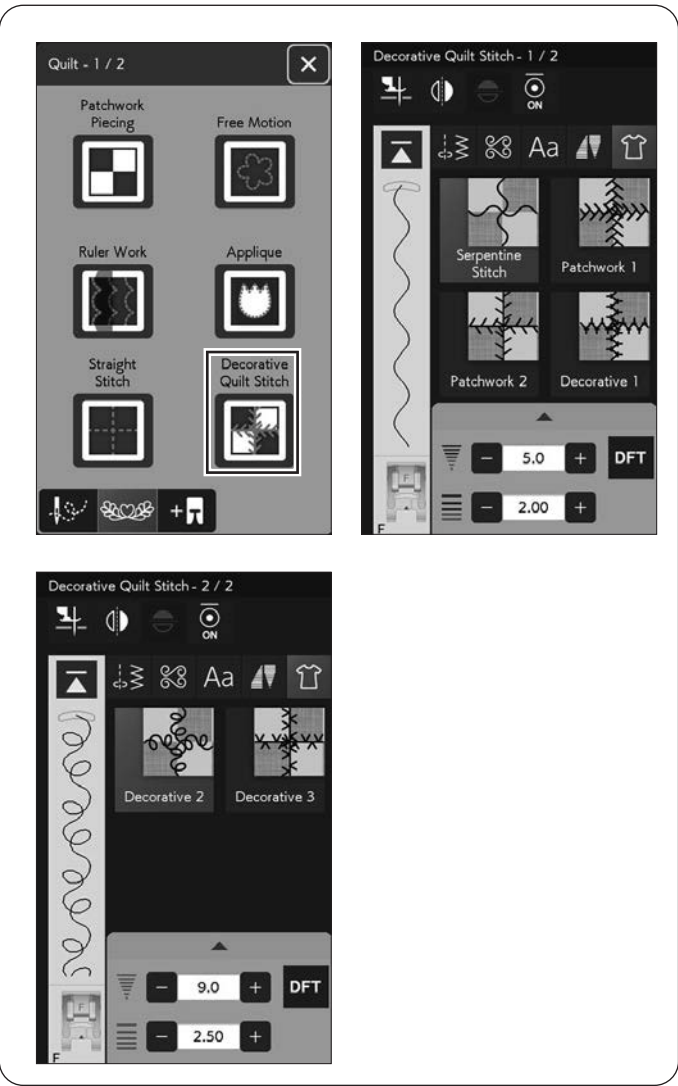 Quilt - 1 / 2
Patchwork
Piecing
Free Motion
Ruler Work
Applique
Straight
Stitch
Decorative
Quilt Stitch
Decorative Quilt Stitch - 1 / 2
ON
Aa
Serpentine
Stitch
Patchwork 1
Patchwork 2
Decorative 1
5.0
DFT
2.00
F
F
Decorative Quilt Stitch - 2 / 2
ON
Aa
Decorative 2
Decorative 3
9.0
DFT
2.50
F
F